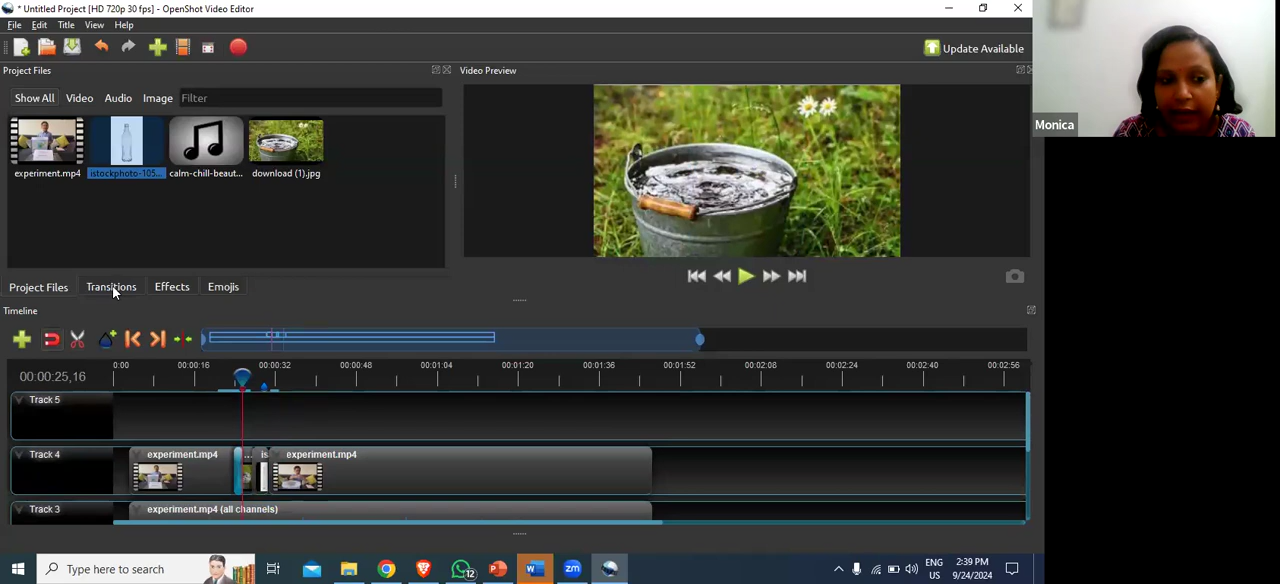 * Untitled Project [HD 720p 30 fps] - OpenShot Video Editor
File Edit Title View Help
Update Available
Project Files
Video Preview
Show All Video Audio Image Filter
experiment.mp4 istockphoto-105... calm-chill-beaut... download (1).jpg
Monica
Project Files Transitions Effects Emojis
Timeline
00:00:25,16
0:00 00:00:16 00:00:32 00:00:48 00:01:04 00:01:20 00:01:36 00:01:52 00:02:08 00:02:24 00:02:40 00:02:56
Track 5
Track 4
experiment.mp4 ... is experiment.mp4
Track 3
experiment.mp4 (all channels)
Type here to search
12
ENG
US
2:39 PM
9/24/2024